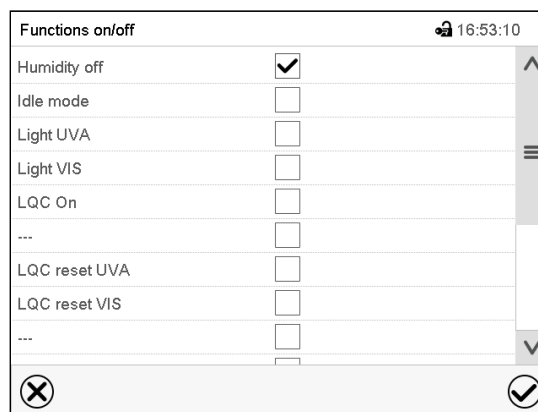 Functions on/off 16:53:10
Humidity off
Idle mode
Light UVA
Light VIS
LQC On
---
LQC reset UVA
LQC reset VIS
---